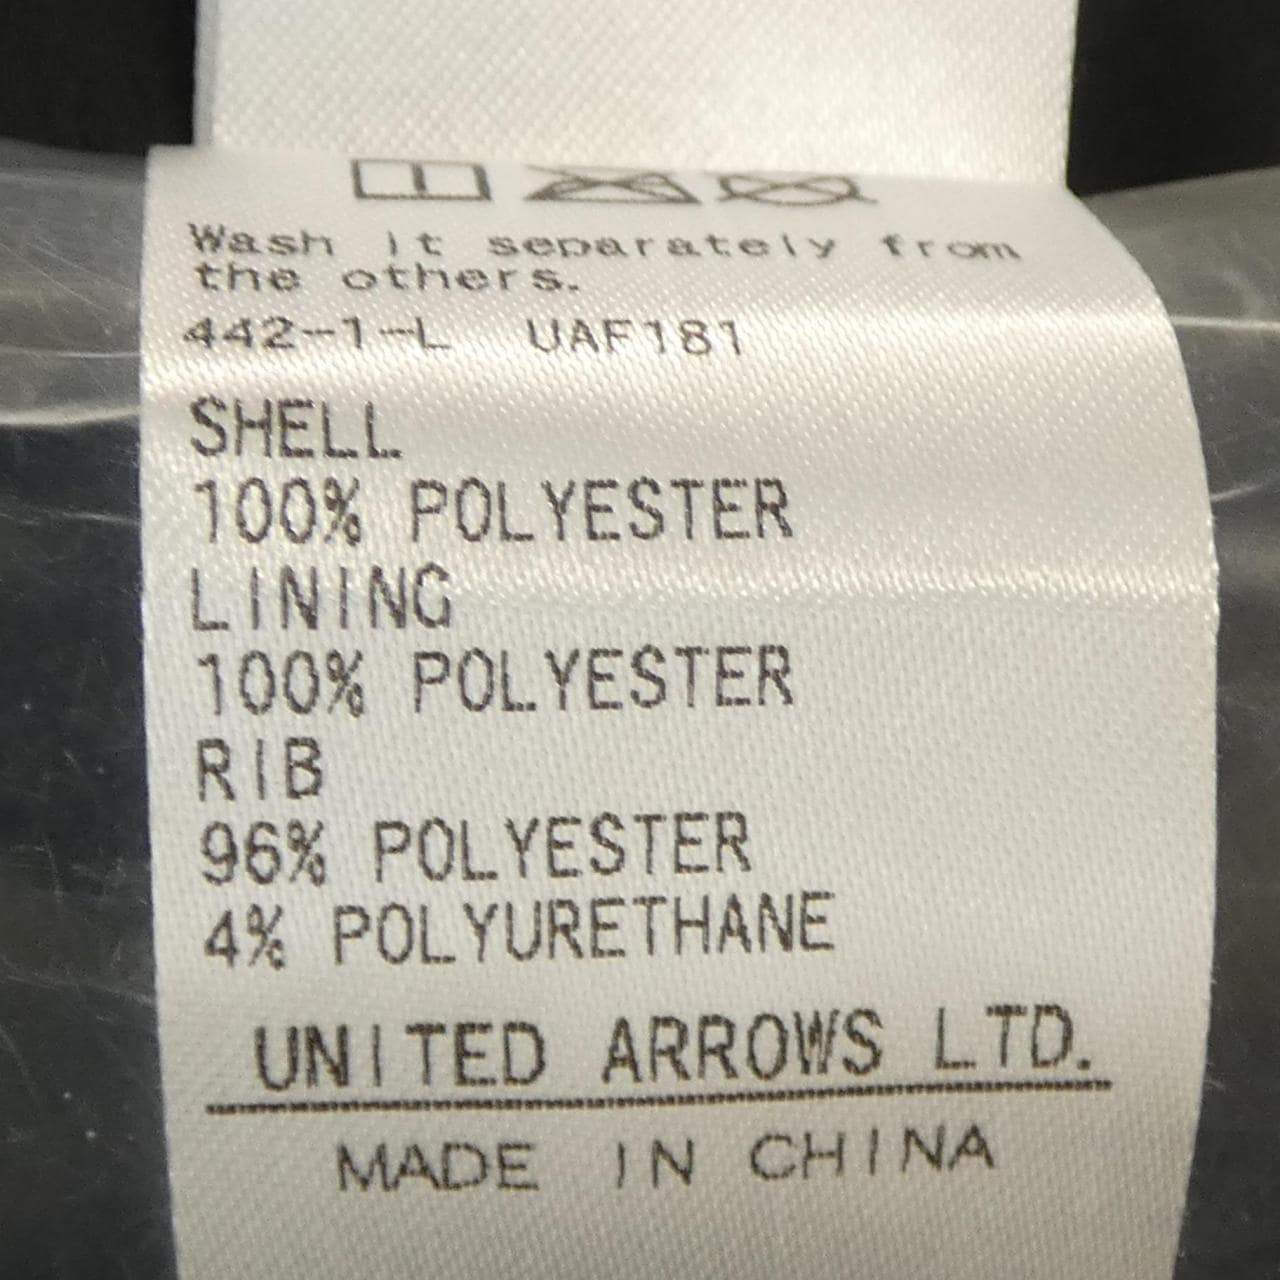 Wash it separately from
the others.
442-1-L UAF181
SHELL
100% POLYESTER
LINING
100% POLYESTER
RIB
96% POLYESTER
4% POLYURETHANE
UNITED ARROWS LTD.
MADE IN CHINA